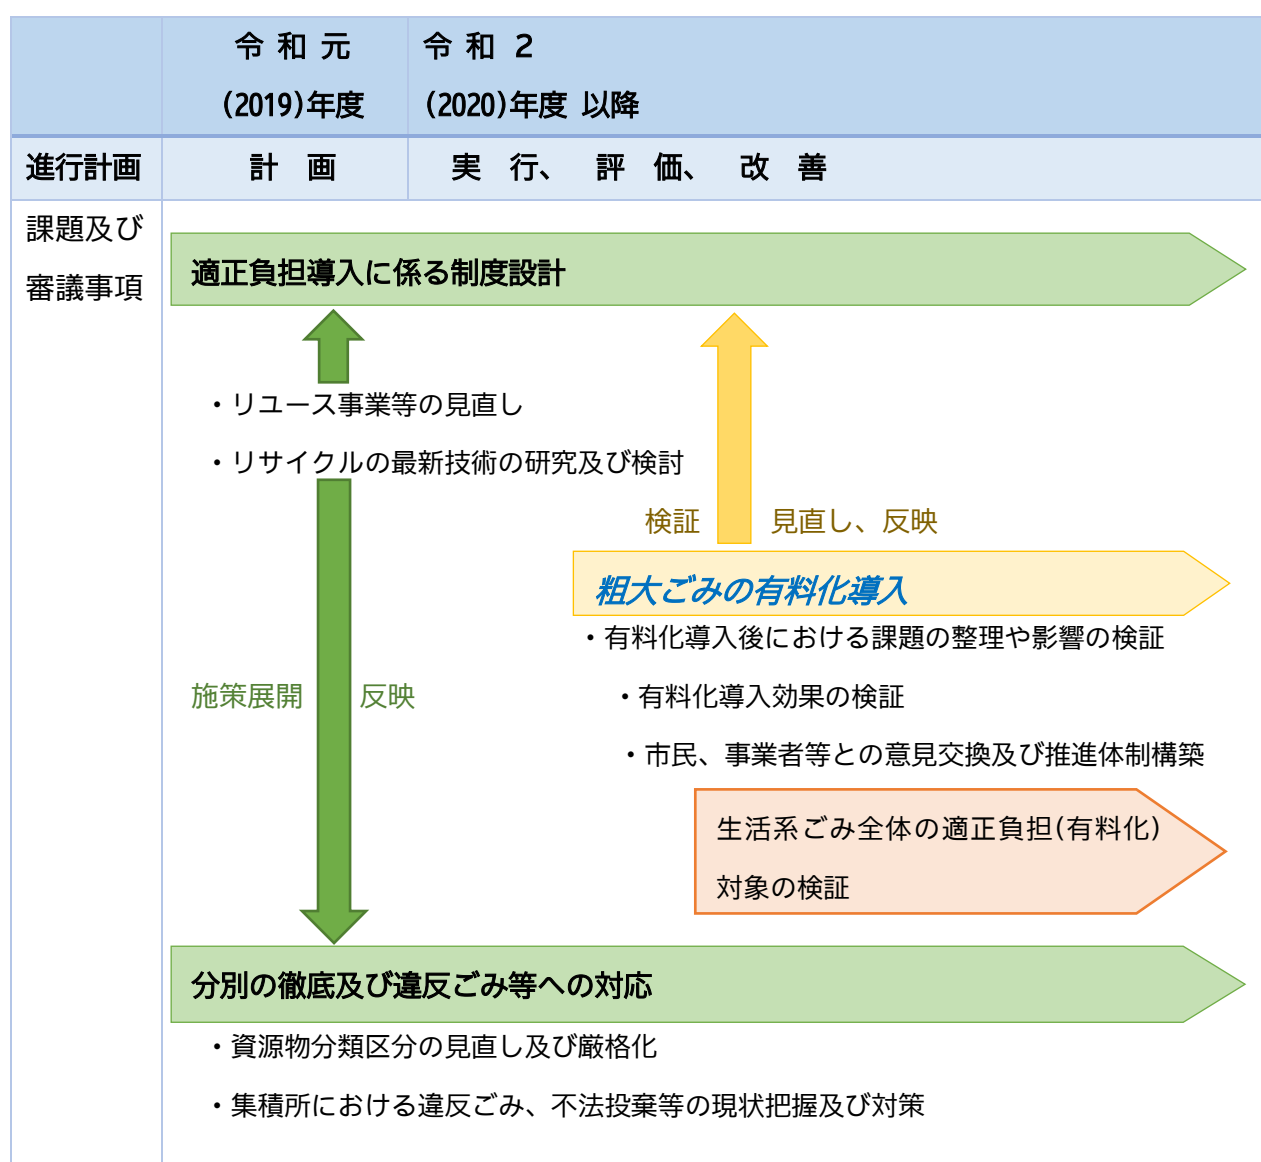 令和元
(2019)年度
令和２
(2020)年度 以降
進行計画
計　画
実　行、　評　価、　改　善
課題及び
審議事項
適正負担導入に係る制度設計
・リユース事業等の見直し
・リサイクルの最新技術の研究及び検討
検証
見直し、反映
粗大ごみの有料化導入
・有料化導入後における課題の整理や影響の検証
施策展開
反映
・有料化導入効果の検証
・市民、事業者等との意見交換及び推進体制構築
生活系ごみ全体の適正負担(有料化)
対象の検証
分別の徹底及び違反ごみ等への対応
・資源物分類区分の見直し及び厳格化
・集積所における違反ごみ、不法投棄等の現状把握及び対策